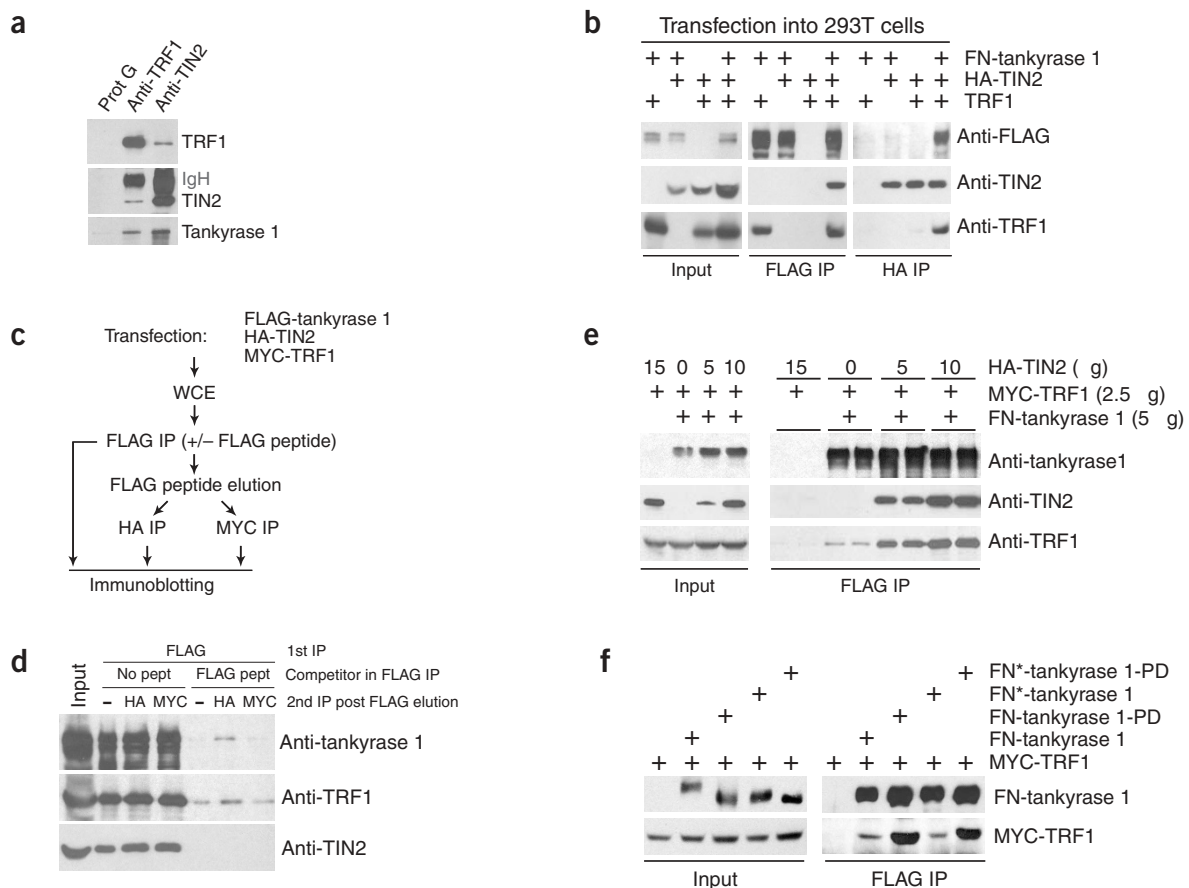 a
Prot G
Anti-TRF1
Anti-TIN2
TRF1
IgH
TIN2
Tankyrase 1
b
Transfection into 293T cells
+ + + + + + + + FN-tankyrase 1
+ + + + + + + + + HA-TIN2
+ + + + + + + + + TRF1
Anti-FLAG
Anti-TIN2
Anti-TRF1
Input FLAG IP HA IP
c
Transfection: FLAG-tankyrase 1
HA-TIN2
MYC-TRF1
WCE
FLAG IP (+/− FLAG peptide)
FLAG peptide elution
HA IP MYC IP
Immunoblotting
e
15 0 5 10 15 0 5 10 HA-TIN2 ( g)
+ + + + + + + + MYC-TRF1 (2.5 g)
+ + + + + + FN-tankyrase 1 (5 g)
Anti-tankyrase1
Anti-TIN2
Anti-TRF1
Input FLAG IP
d
Input
FLAG 1st IP
No pept FLAG pept Competitor in FLAG IP
− HA MYC − HA MYC 2nd IP post FLAG elution
Anti-tankyrase 1
Anti-TRF1
Anti-TIN2
f
+ + FN*-tankyrase 1-PD
+ + FN*-tankyrase 1
+ + FN-tankyrase 1-PD
+ + FN-tankyrase 1
+ + + + + + + + + + MYC-TRF1
FN-tankyrase 1
MYC-TRF1
Input FLAG IP